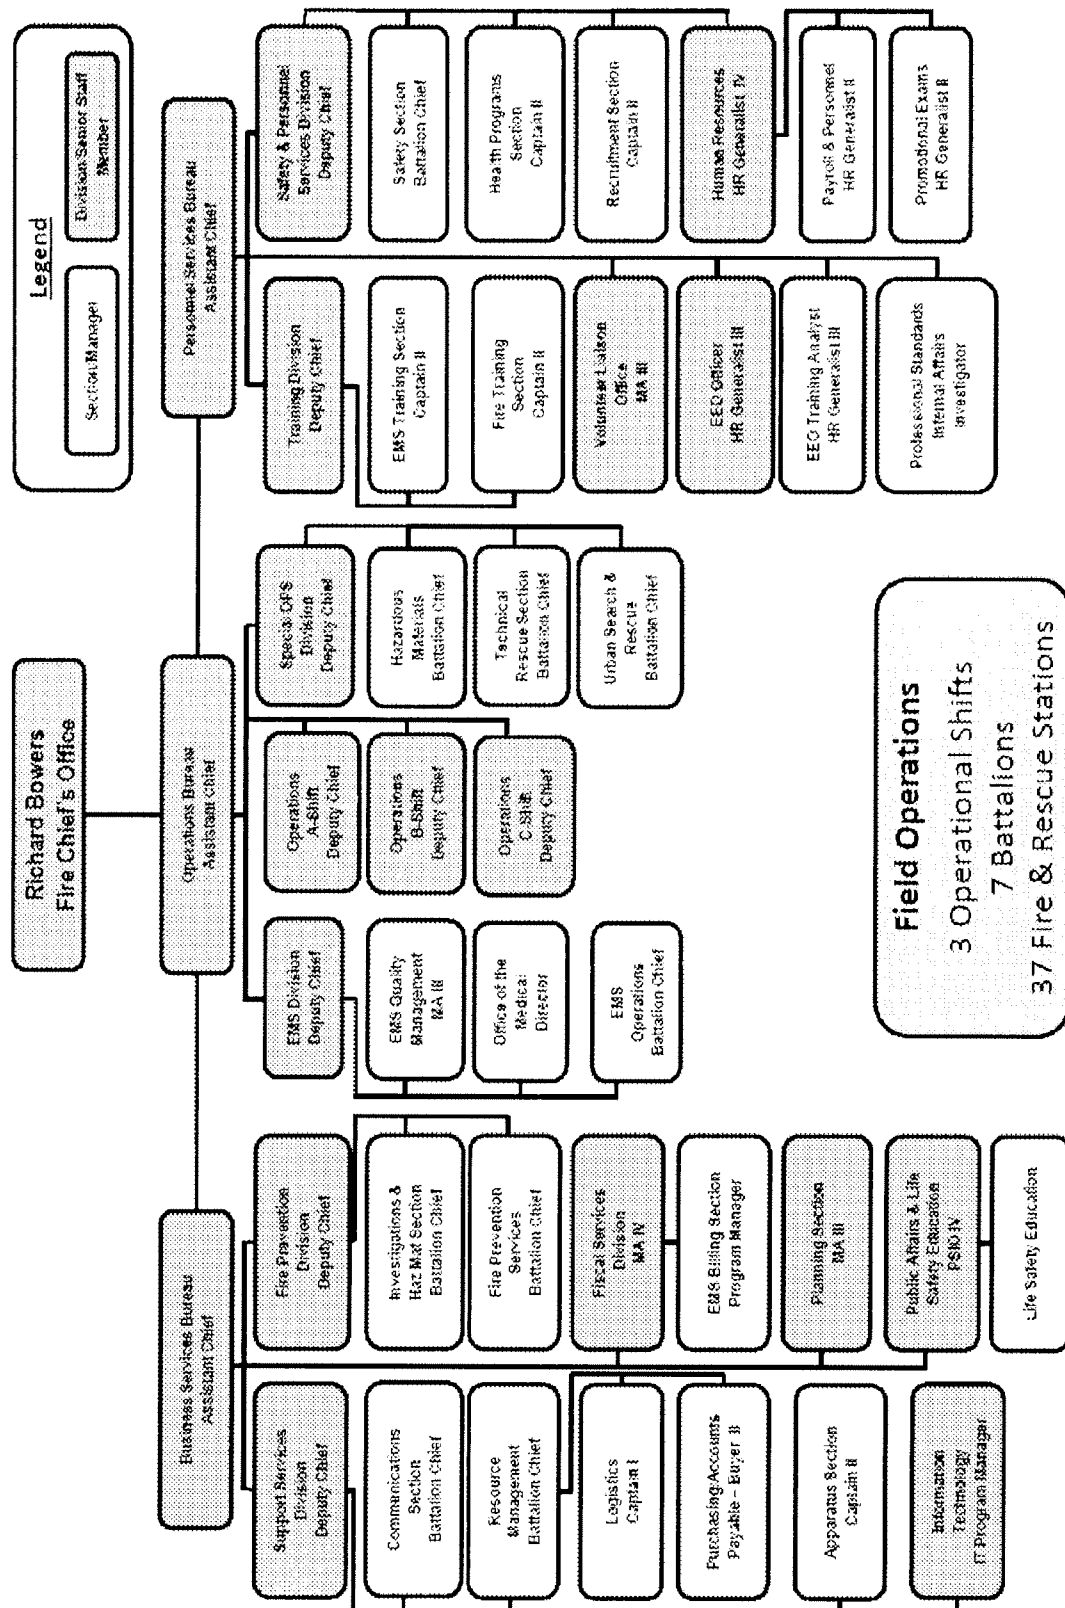 Richard Bowers
Fire Chief's Office
Legend
Section Manager
Division Senior Staff
Member
Business Services Bureau
Assistant Chief
Operations Bureau
Assistant Chief
Personnel Services Bureau
Assistant Chief
Support Services
Division
Deputy Chief
Communications
Section
Battalion Chief
Resource
Management
Battalion Chief
Logistics
Captain I
Purchasing/Accounts
Payable – Buyer II
Apparatus Section
Captain II
Information
Technology
IT Program Manager
Fire Prevention
Division
Deputy Chief
Investigations &
Haz Mat Section
Battalion Chief
Fire Prevention
Services
Battalion Chief
Fiscal Services
Division
MA IV
EMS Billing Section
Program Manager
Planning Section
MA III
Public Affairs & Life
Safety Education
PSIO IV
Life Safety Education
EMS Division
Deputy Chief
EMS Quality
Management
MA III
Office of the
Medical
Director
EMS
Operations
Battalion Chief
Operations
A-Shift
Deputy Chief
Operations
B-Shift
Deputy Chief
Operations
C-Shift
Deputy Chief
Special OPS
Division
Deputy Chief
Hazardous
Materials
Battalion Chief
Technical
Rescue Section
Battalion Chief
Urban Search &
Rescue
Battalion Chief
Training Division
Deputy Chief
EMS Training Section
Captain II
Fire Training
Section
Captain II
Volunteer Liaison
Office
MA III
EEO Officer
HR Generalist III
EEO Training Analyst
HR Generalist III
Professional Standards
Internal Affairs
Investigator
Safety & Personnel
Services Division
Deputy Chief
Safety Section
Battalion Chief
Health Programs
Section
Captain II
Recruitment Section
Captain II
Human Resources
HR Generalist IV
Payroll & Personnel
HR Generalist II
Promotional Exams
HR Generalist II
Field Operations
3 Operational Shifts
7 Battalions
37 Fire & Rescue Stations